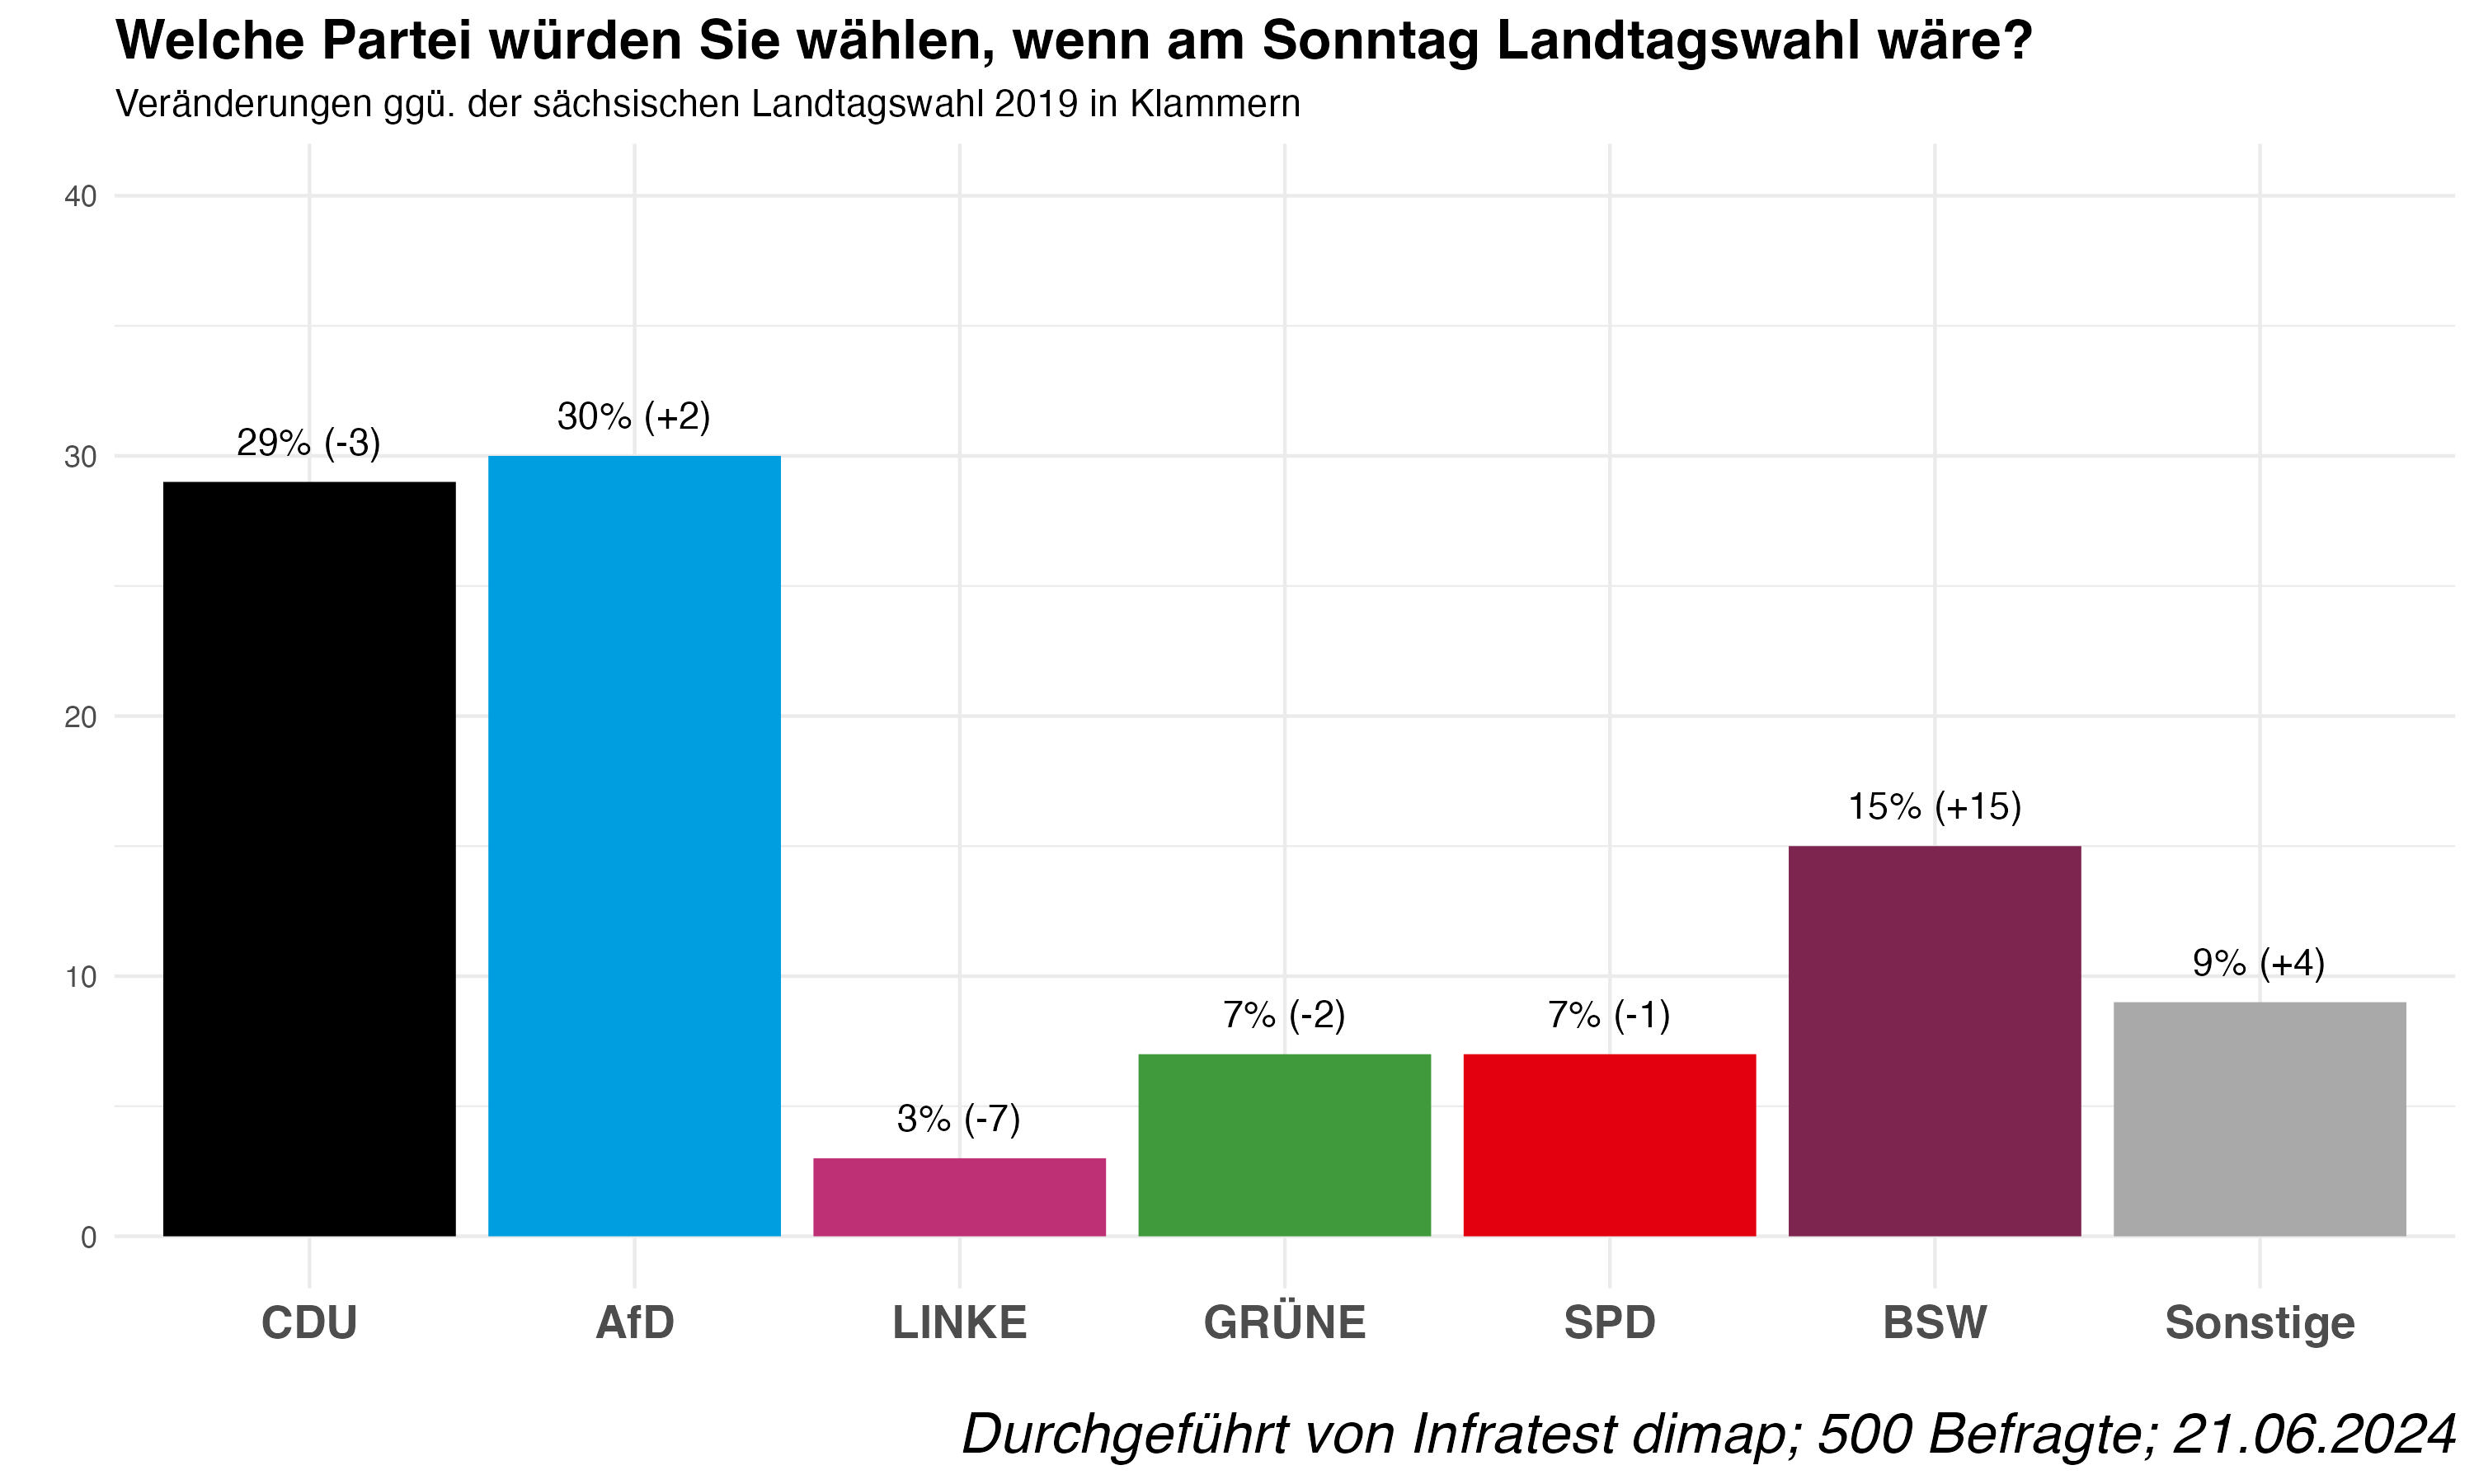 Welche Partei würden Sie wählen, wenn am Sonntag Landtagswahl wäre?
Veränderungen ggü. der sächsischen Landtagswahl 2019 in Klammern
40
30
20
10
0
29% (-3)
30% (+2)
3% (-7)
7% (-2)
7% (-1)
15% (+15)
9% (+4)
CDU
AfD
LINKE
GRÜNE
SPD
BSW
Sonstige
Durchgeführt von Infratest dimap; 500 Befragte; 21.06.2024